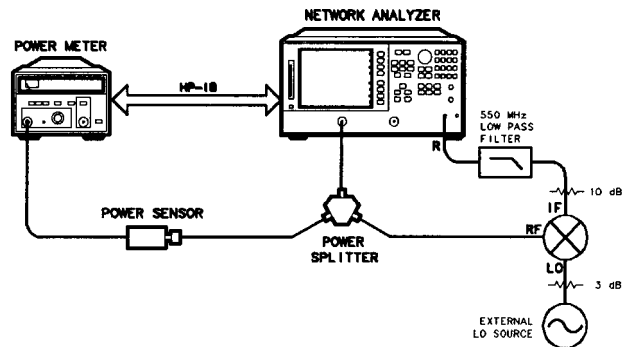 NETWORK ANALYZER
POWER METER
HP-IB
550 MHz
LOW PASS
FILTER
R
10 dB
IF
POWER SENSOR
RF
POWER
SPLITTER
LO
3 dB
EXTERNAL
LO SOURCE